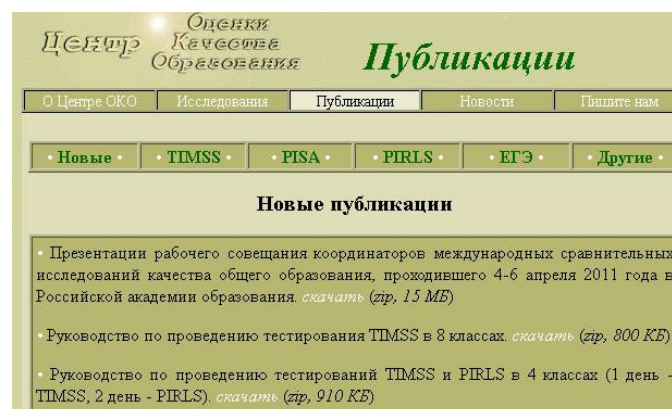 Центр Оценки Качества Образования
Публикации
О Центре ОКО Исследования Публикации Новости Пишите нам
• Новые • • TIMSS • • PISA • • PIRLS • • ЕГЭ • • Другие •
Новые публикации
• Презентации рабочего совещания координаторов международных сравнительных
исследований качества общего образования, проходившего 4-6 апреля 2011 года в
Российской академии образования. скачать (zip, 15 МБ)
• Руководство по проведению тестирования TIMSS в 8 классах. скачать (zip, 800 КБ)
• Руководство по проведению тестирований TIMSS и PIRLS в 4 классах (1 день -
TIMSS, 2 день - PIRLS). скачать (zip, 910 КБ)